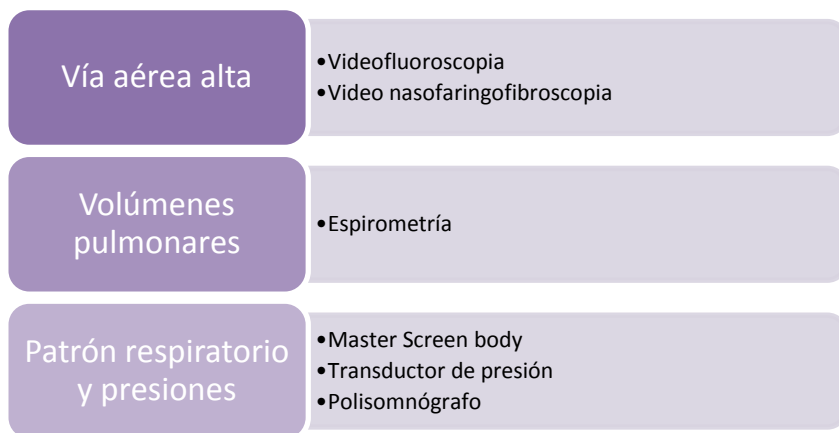 Vía aérea alta
•Videofluoroscopia
•Video nasofaringofibroscopia
Volúmenes
pulmonares
•Espirometría
Patrón respiratorio
y presiones
•Master Screen body
•Transductor de presión
•Polisomnógrafo